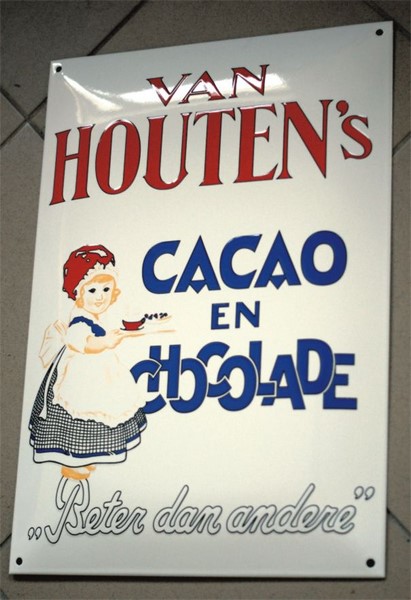 VAN
HOUTEN's
CACAO
EN
CHOCOLADE
„Beter dan andere”